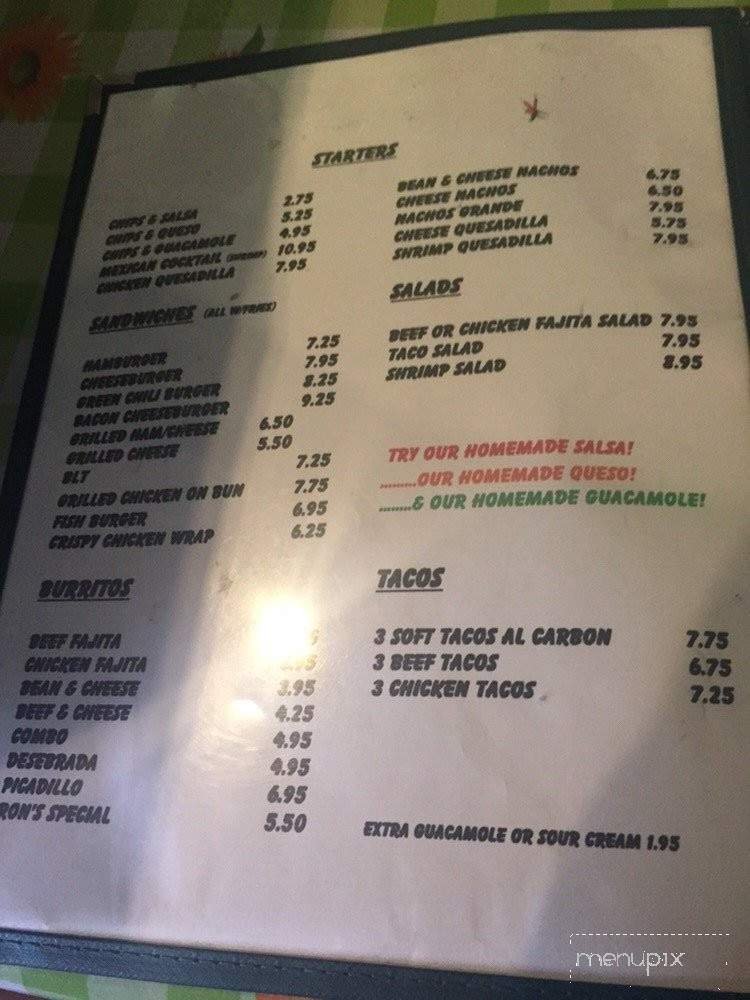 STARTERS
CHIPS & SALSA 2.75
CHIPS & QUESO 5.25
CHIPS & GUACAMOLE 4.95
MEXICAN COCKTAIL (SHRIMP) 10.95
CHICKEN QUESADILLA 7.95
BEAN & CHEESE NACHOS 6.75
CHEESE NACHOS 6.50
NACHOS GRANDE 7.95
CHEESE QUESADILLA 5.75
SHRIMP QUESADILLA 7.95
SANDWICHES (ALL W/FRIES)
HAMBURGER 7.25
CHEESEBURGER 7.95
GREEN CHILI BURGER 8.25
BACON CHEESEBURGER 9.25
GRILLED HAM/CHEESE 6.50
GRILLED CHEESE 5.50
BLT 7.25
GRILLED CHICKEN ON BUN 7.75
FISH BURGER 6.95
CRISPY CHICKEN WRAP 6.25
SALADS
BEEF OR CHICKEN FAJITA SALAD 7.95
TACO SALAD 7.95
SHRIMP SALAD 8.95
TRY OUR HOMEMADE SALSA!
.........OUR HOMEMADE QUESO!
........& OUR HOMEMADE GUACAMOLE!
BURRITOS
BEEF FAJITA
CHICKEN FAJITA
BEAN & CHEESE 3.95
BEEF & CHEESE 4.25
COMBO 4.95
DESEBRADA 4.95
PICADILLO 6.95
RON'S SPECIAL 5.50
TACOS
3 SOFT TACOS AL CARBON 7.75
3 BEEF TACOS 6.75
3 CHICKEN TACOS 7.25
EXTRA GUACAMOLE OR SOUR CREAM 1.95
menupix